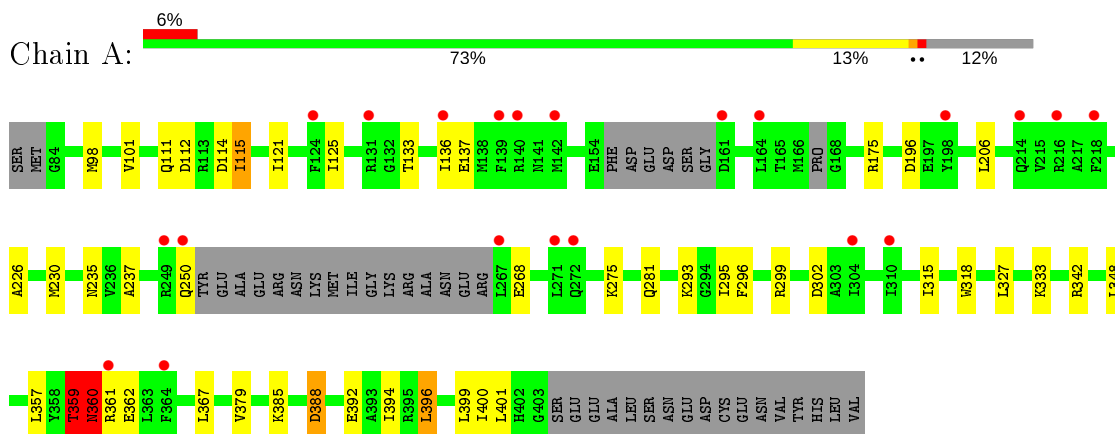 6%
Chain A:
73% 13% •• 12%
SER MET G84 M98 V101 Q111 D112 R113 D114 I115 I121 F124 I125 R131 G132 T133 I136 E137 M138 F139 R140 N141 M142 E154 PHE ASP GLU ASP SER GLY D161 L164 T165 M166 PRO G168 R175 D196 E197 Y198 L206 Q214 V215 R216 A217 F218
A226 M230 N235 V236 A237 R249 Q250 TYR GLU ALA GLU ARG ASN LYS MET ILE GLY LYS ARG ALA ASN GLU ARG L267 E268 L271 Q272 K275 Q281 K293 G294 I295 F296 R299 D302 A303 I304 I310 I315 W318 L327 K333 R342
L357 Y358 T359 N360 R361 E362 L363 F364 L367 V379 K385 D388 E392 A393 I394 R395 L396 L399 I400 L401 H402 G403 SER GLU GLU ALA LEU SER ASN GLU ASP CYS GLU ASN VAL TYR HIS LEU VAL